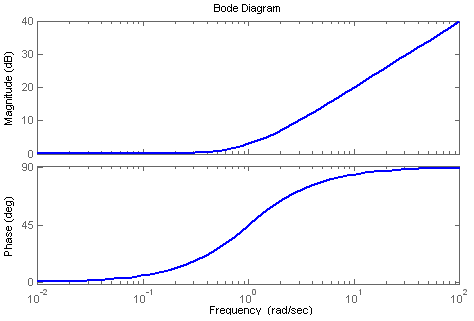 Bode Diagram
Magnitude (dB)
40
30
20
10
0
Phase (deg)
90
45
0
10^-2 10^-1 10^0 10^1 10^2
Frequency (rad/sec)